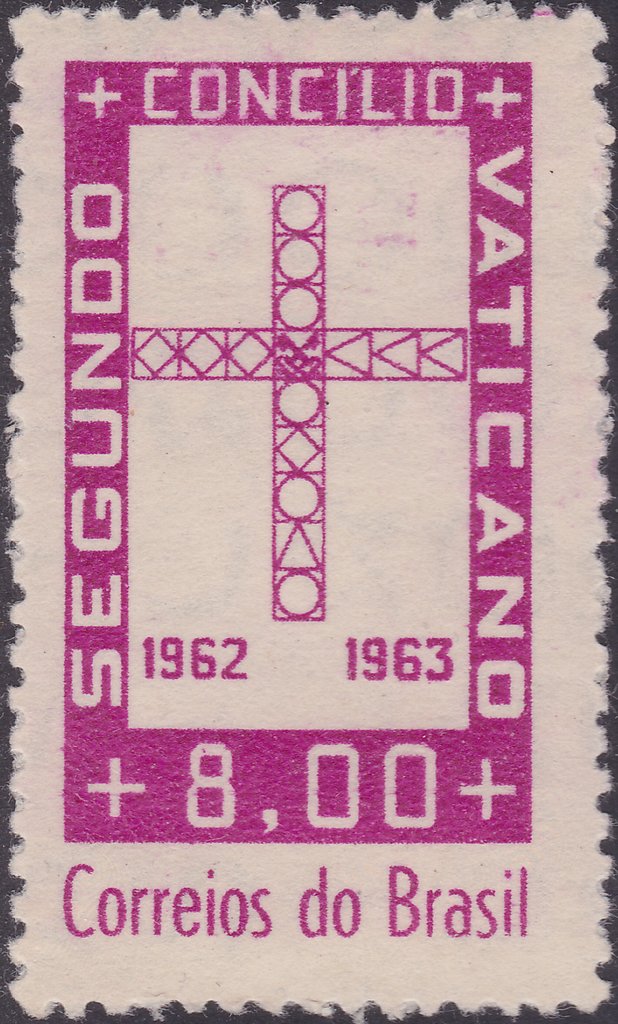 SEGUNDO
+ CONCÍLIO +
VATICANO
1962 1963
+ 8,00 +
Correios do Brasil